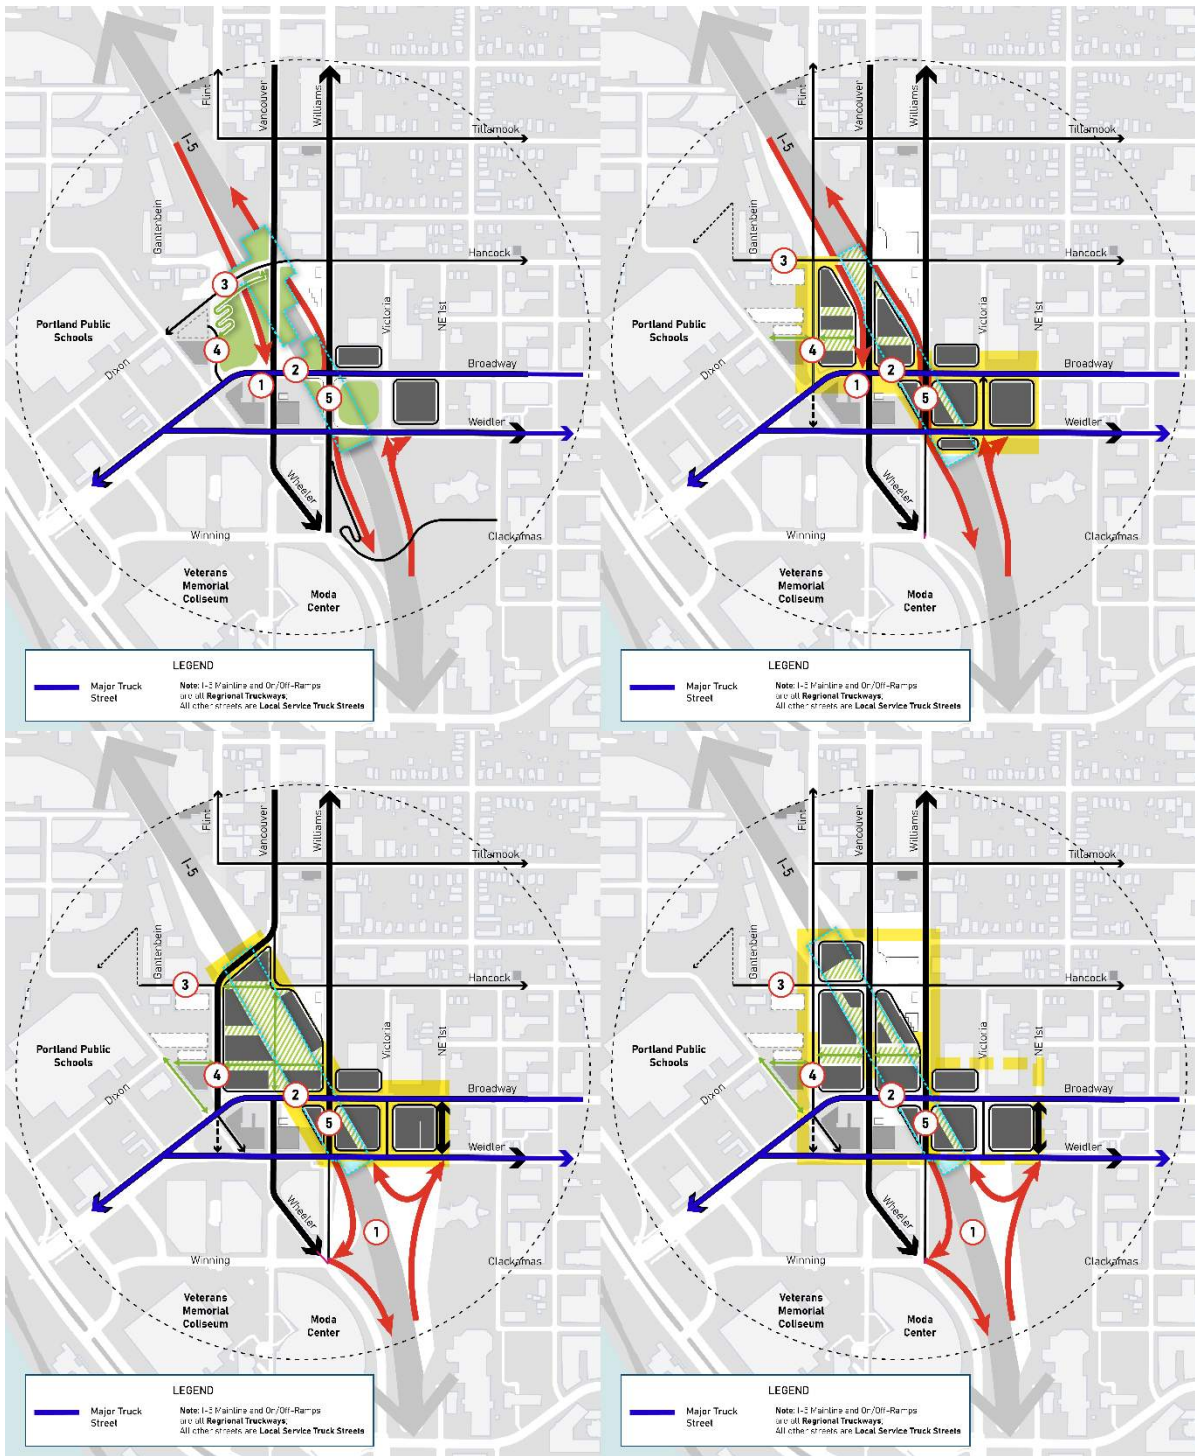 Flint
Vancouver
Williams
Tillamook
I-5
Gantenbein
Hancock
3
Portland Public
Schools
Victoria
NE 1st
Dixon
4
2
Broadway
1
5
Weidler
Wheeler
Winning
Clackamas
Veterans
Memorial
Coliseum
Moda
Center
LEGEND
Major Truck
Street
Note: I-5 Mainline and On/Off-Ramps
are all Regrional Truckways;
All other streets are Local Service Truck Streets
Flint
Vancouver
Williams
Tillamook
I-5
Gantenbein
Hancock
3
Portland Public
Schools
Victoria
NE 1st
Dixon
4
2
Broadway
1
5
Weidler
Wheeler
Winning
Clackamas
Veterans
Memorial
Coliseum
Moda
Center
LEGEND
Major Truck
Street
Note: I-5 Mainline and On/Off-Ramps
are all Regrional Truckways;
All other streets are Local Service Truck Streets
Flint
Vancouver
Williams
Tillamook
I-5
Gantenbein
Hancock
3
Portland Public
Schools
Victoria
NE 1st
Dixon
4
2
Broadway
5
Weidler
Wheeler
1
Winning
Clackamas
Veterans
Memorial
Coliseum
Moda
Center
LEGEND
Major Truck
Street
Note: I-5 Mainline and On/Off-Ramps
are all Regrional Truckways;
All other streets are Local Service Truck Streets
Flint
Vancouver
Williams
Tillamook
I-5
Gantenbein
Hancock
3
Portland Public
Schools
Victoria
NE 1st
Dixon
4
2
Broadway
5
Weidler
Wheeler
1
Winning
Clackamas
Veterans
Memorial
Coliseum
Moda
Center
LEGEND
Major Truck
Street
Note: I-5 Mainline and On/Off-Ramps
are all Regrional Truckways;
All other streets are Local Service Truck Streets